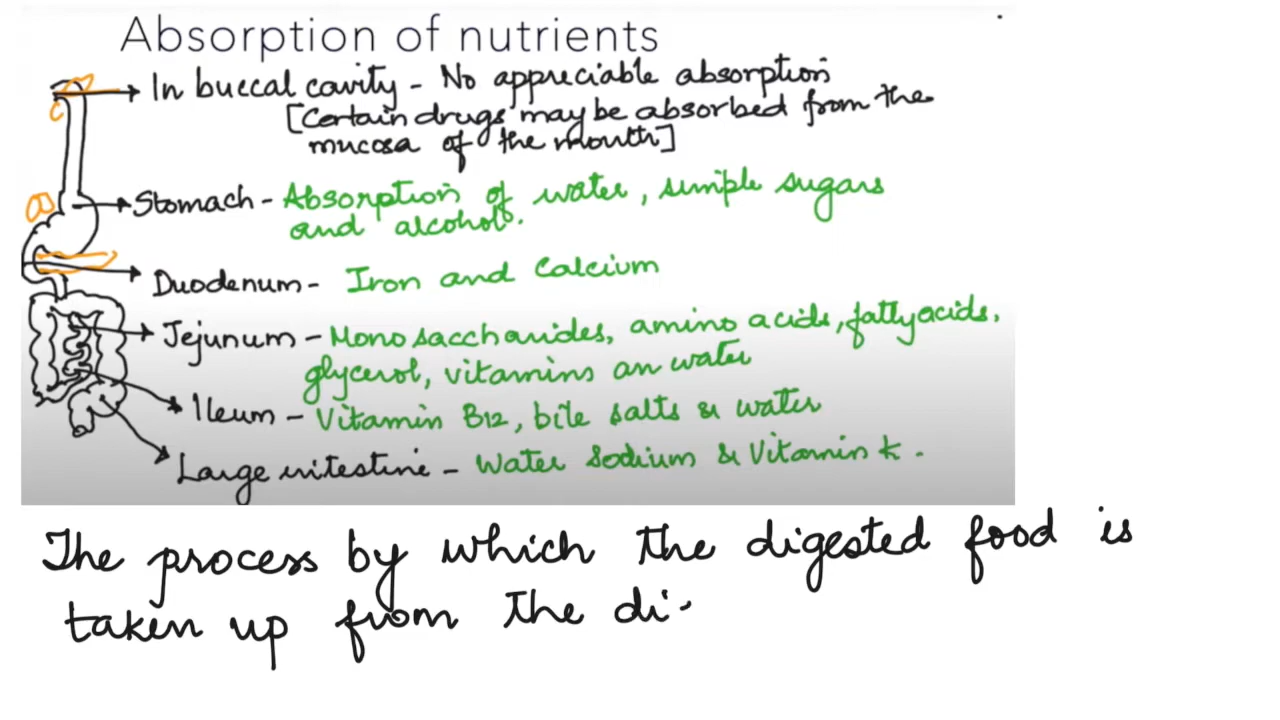 Absorption of nutrients
In buccal cavity - No appreciable absorption
[Certain drugs may be absorbed from the
mucosa of the mouth]
Stomach - Absorption of water, simple sugars
and alcohol.
Duodenum - Iron and Calcium
Jejunum - Monosaccharides, amino acids, fatty acids,
glycerol, vitamins an water
Ileum - Vitamin B12, bile salts & water
Large intestine - Water Sodium & Vitamin K.
The process by which the digested food is
taken up from the di